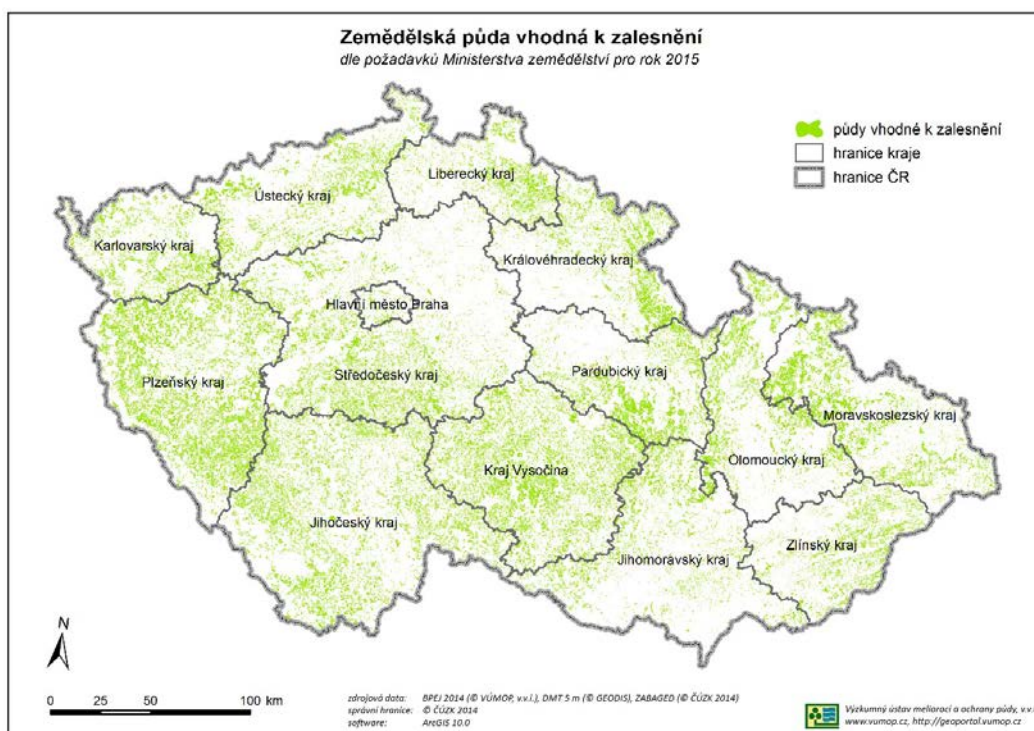 Zemědělská půda vhodná k zalesnění
dle požadavků Ministerstva zemědělství pro rok 2015
půdy vhodné k zalesnění
hranice kraje
hranice ČR
Liberecký kraj
Ústecký kraj
Karlovarský kraj
Královéhradecký kraj
Hlavní město Praha
Středočeský kraj
Pardubický kraj
Plzeňský kraj
Moravskoslezský kraj
Olomoucký kraj
Kraj Vysočina
Jihočeský kraj
Zlínský kraj
Jihomoravský kraj
N
0 25 50 100 km
zdrojová data: BPEJ 2014 (© VÚMOP, v.v.i.), DMT 5 m (© GEODIS), ZABAGED (© ČÚZK 2014)
správní hranice: © ČÚZK 2014
software: ArcGIS 10.0
Výzkumný ústav meliorací a ochrany půdy, v.v.i.
www.vumop.cz, http://geoportal.vumop.cz